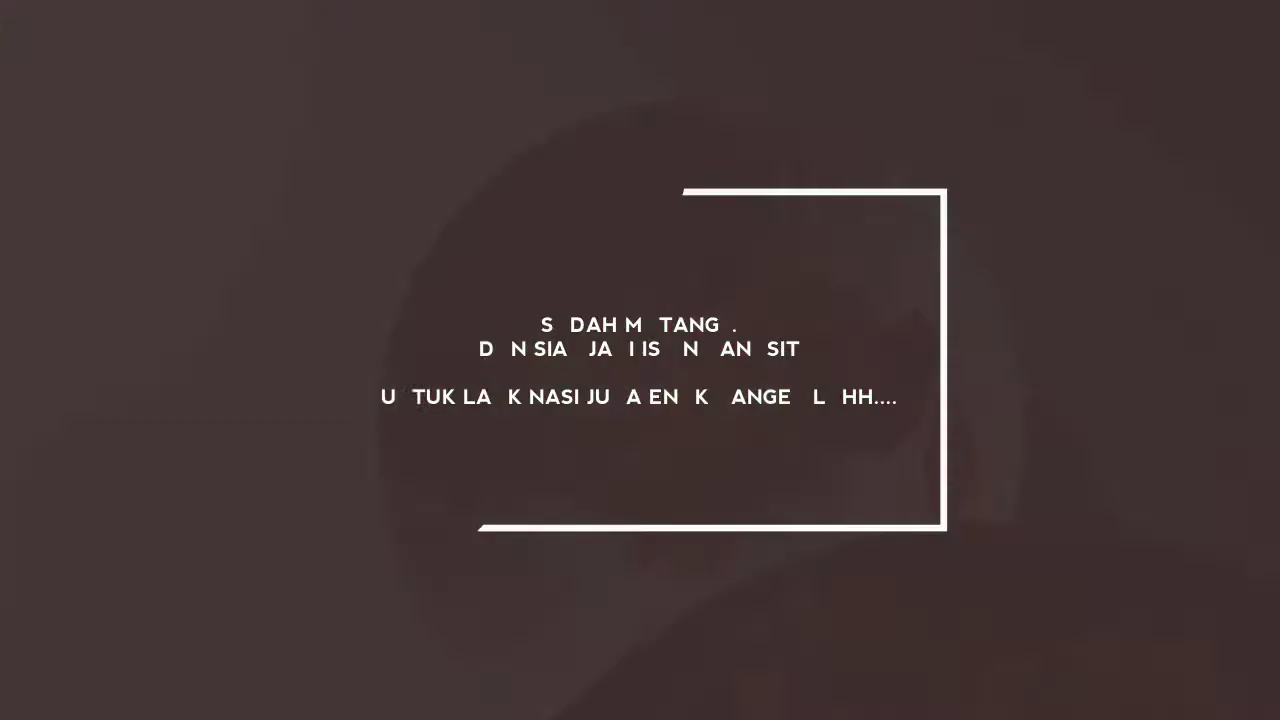 S DAH M TANG .
D N SIA JA I IS N AN SIT
U TUK LA K NASI JU A EN K ANGE L HH....